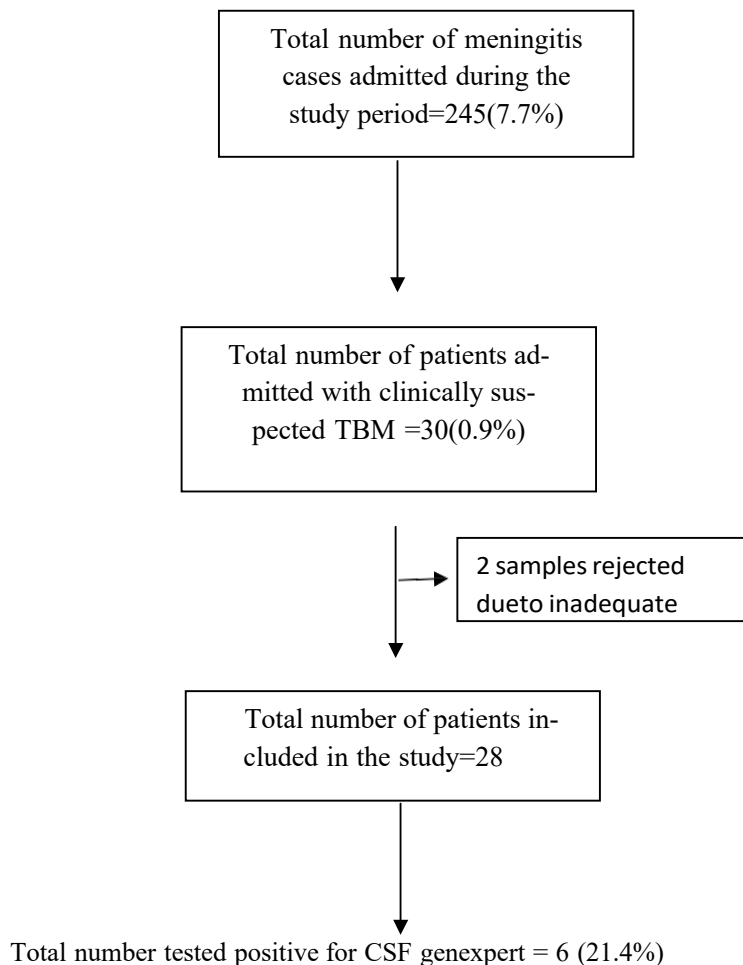 Total number of meningitis
cases admitted during the
study period=245(7.7%)
Total number of patients ad-
mitted with clinically sus-
pected TBM =30(0.9%)
2 samples rejected
dueto inadequate
Total number of patients in-
cluded in the study=28
Total number tested positive for CSF genexpert = 6 (21.4%)